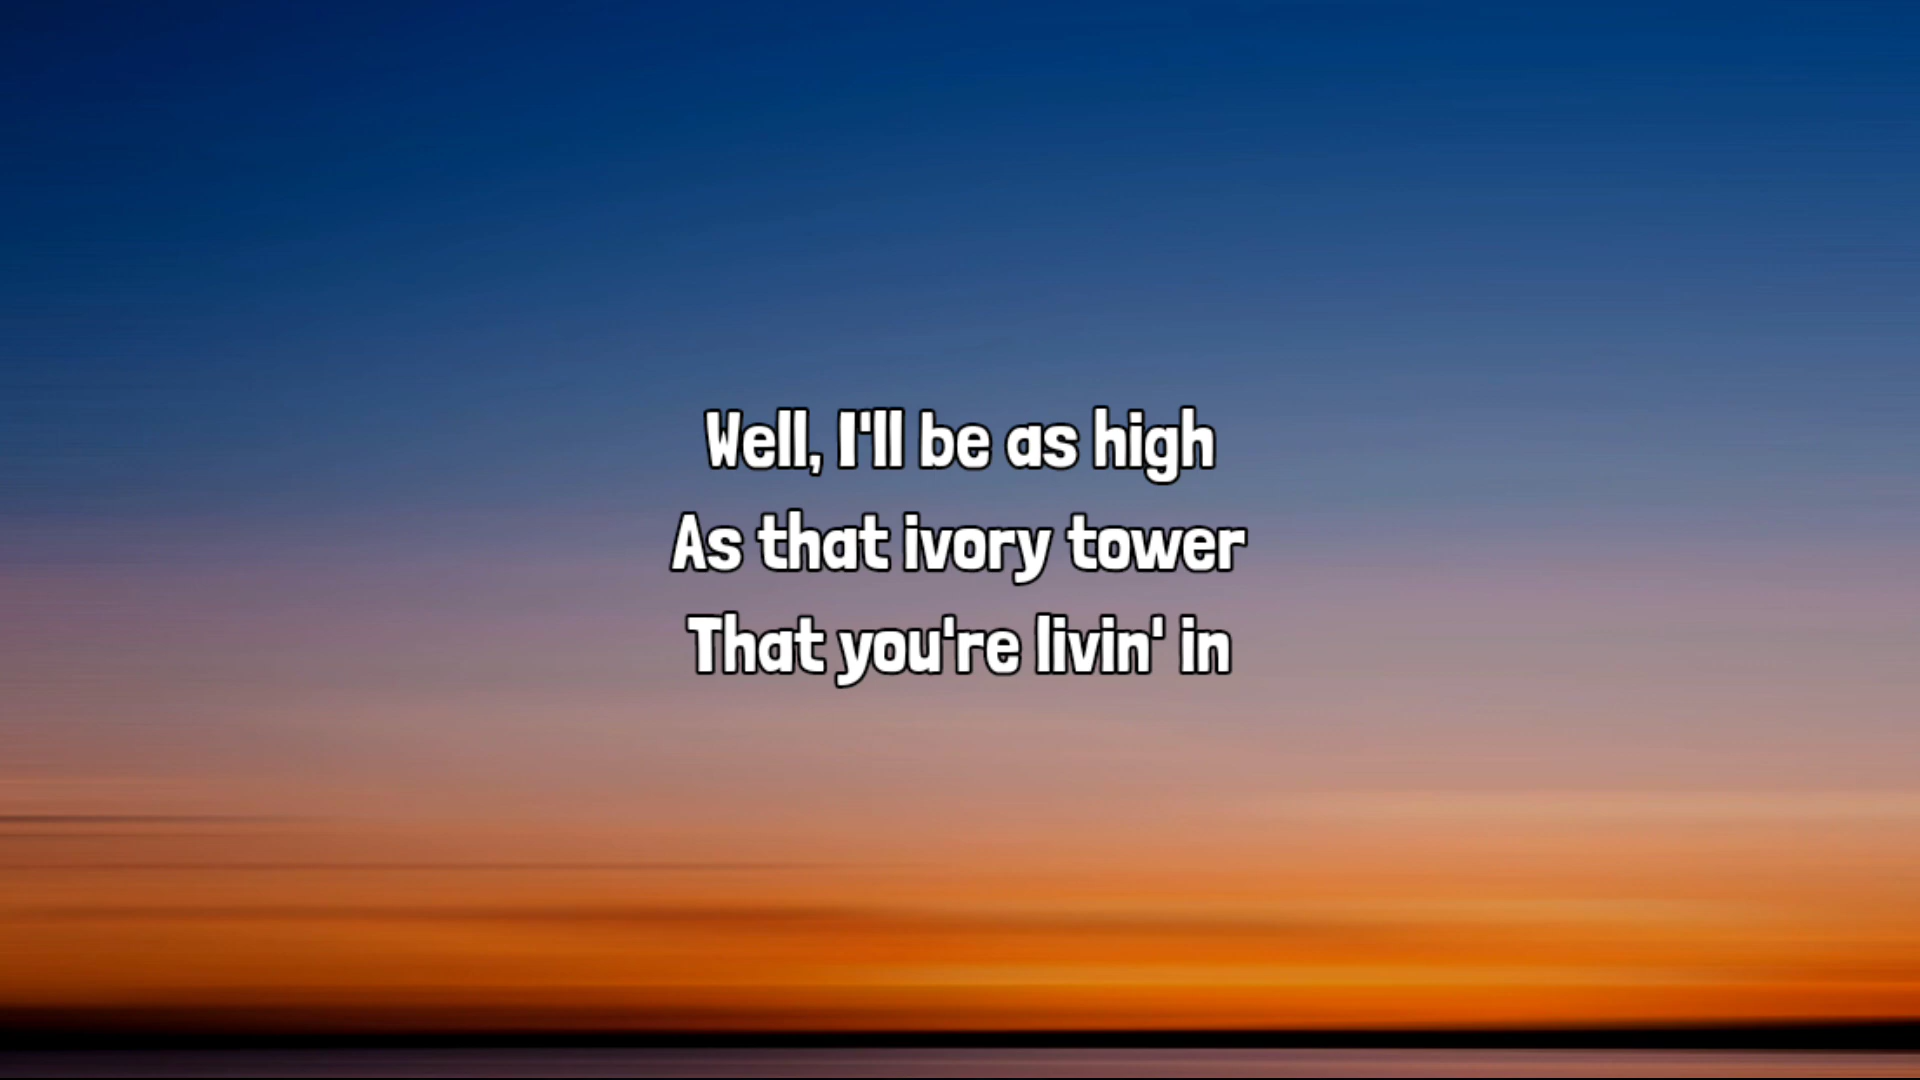 Well, I'll be as high
As that ivory tower
That you're livin' in